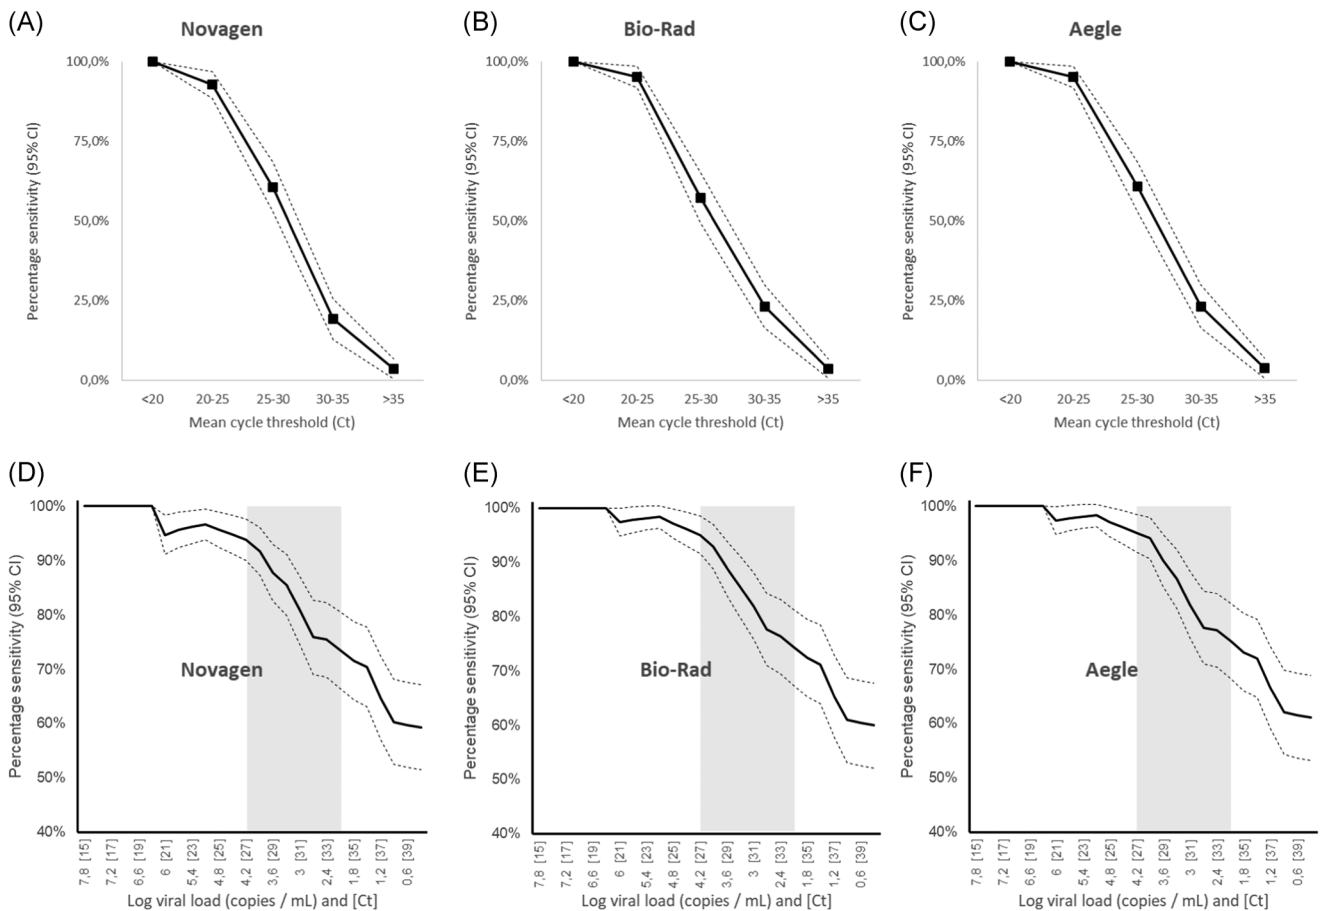 (A)
Novagen
Percentage sensitivity (95% CI)
100,0%
75,0%
50,0%
25,0%
0,0%
<20 20-25 25-30 30-35 >35
Mean cycle threshold (Ct)
(B)
Bio-Rad
Percentage sensitivity (95% CI)
100,0%
75,0%
50,0%
25,0%
0,0%
<20 20-25 25-30 30-35 >35
Mean cycle threshold (Ct)
(C)
Aegle
Percentage sensitivity (95% CI)
100,0%
75,0%
50,0%
25,0%
0,0%
<20 20-25 25-30 30-35 >35
Mean cycle threshold (Ct)
(D)
Percentage sensitivity (95% CI)
100%
90%
80%
70%
60%
50%
40%
Novagen
7,8 [15]
7,2 [17]
6,6 [19]
6 [21]
5,4 [23]
4,8 [25]
4,2 [27]
3,6 [29]
3 [31]
2,4 [33]
1,8 [35]
1,2 [37]
0,6 [39]
Log viral load (copies / mL) and [Ct]
(E)
Percentage sensitivity (95% CI)
100%
90%
80%
70%
60%
50%
40%
Bio-Rad
7,8 [15]
7,2 [17]
6,6 [19]
6 [21]
5,4 [23]
4,8 [25]
4,2 [27]
3,6 [29]
3 [31]
2,4 [33]
1,8 [35]
1,2 [37]
0,6 [39]
Log viral load (copies / mL) and [Ct]
(F)
Percentage sensitivity (95% CI)
100%
90%
80%
70%
60%
50%
40%
Aegle
7,8 [15]
7,2 [17]
6,6 [19]
6 [21]
5,4 [23]
4,8 [25]
4,2 [27]
3,6 [29]
3 [31]
2,4 [33]
1,8 [35]
1,2 [37]
0,6 [39]
Log viral load (copies / mL) and [Ct]